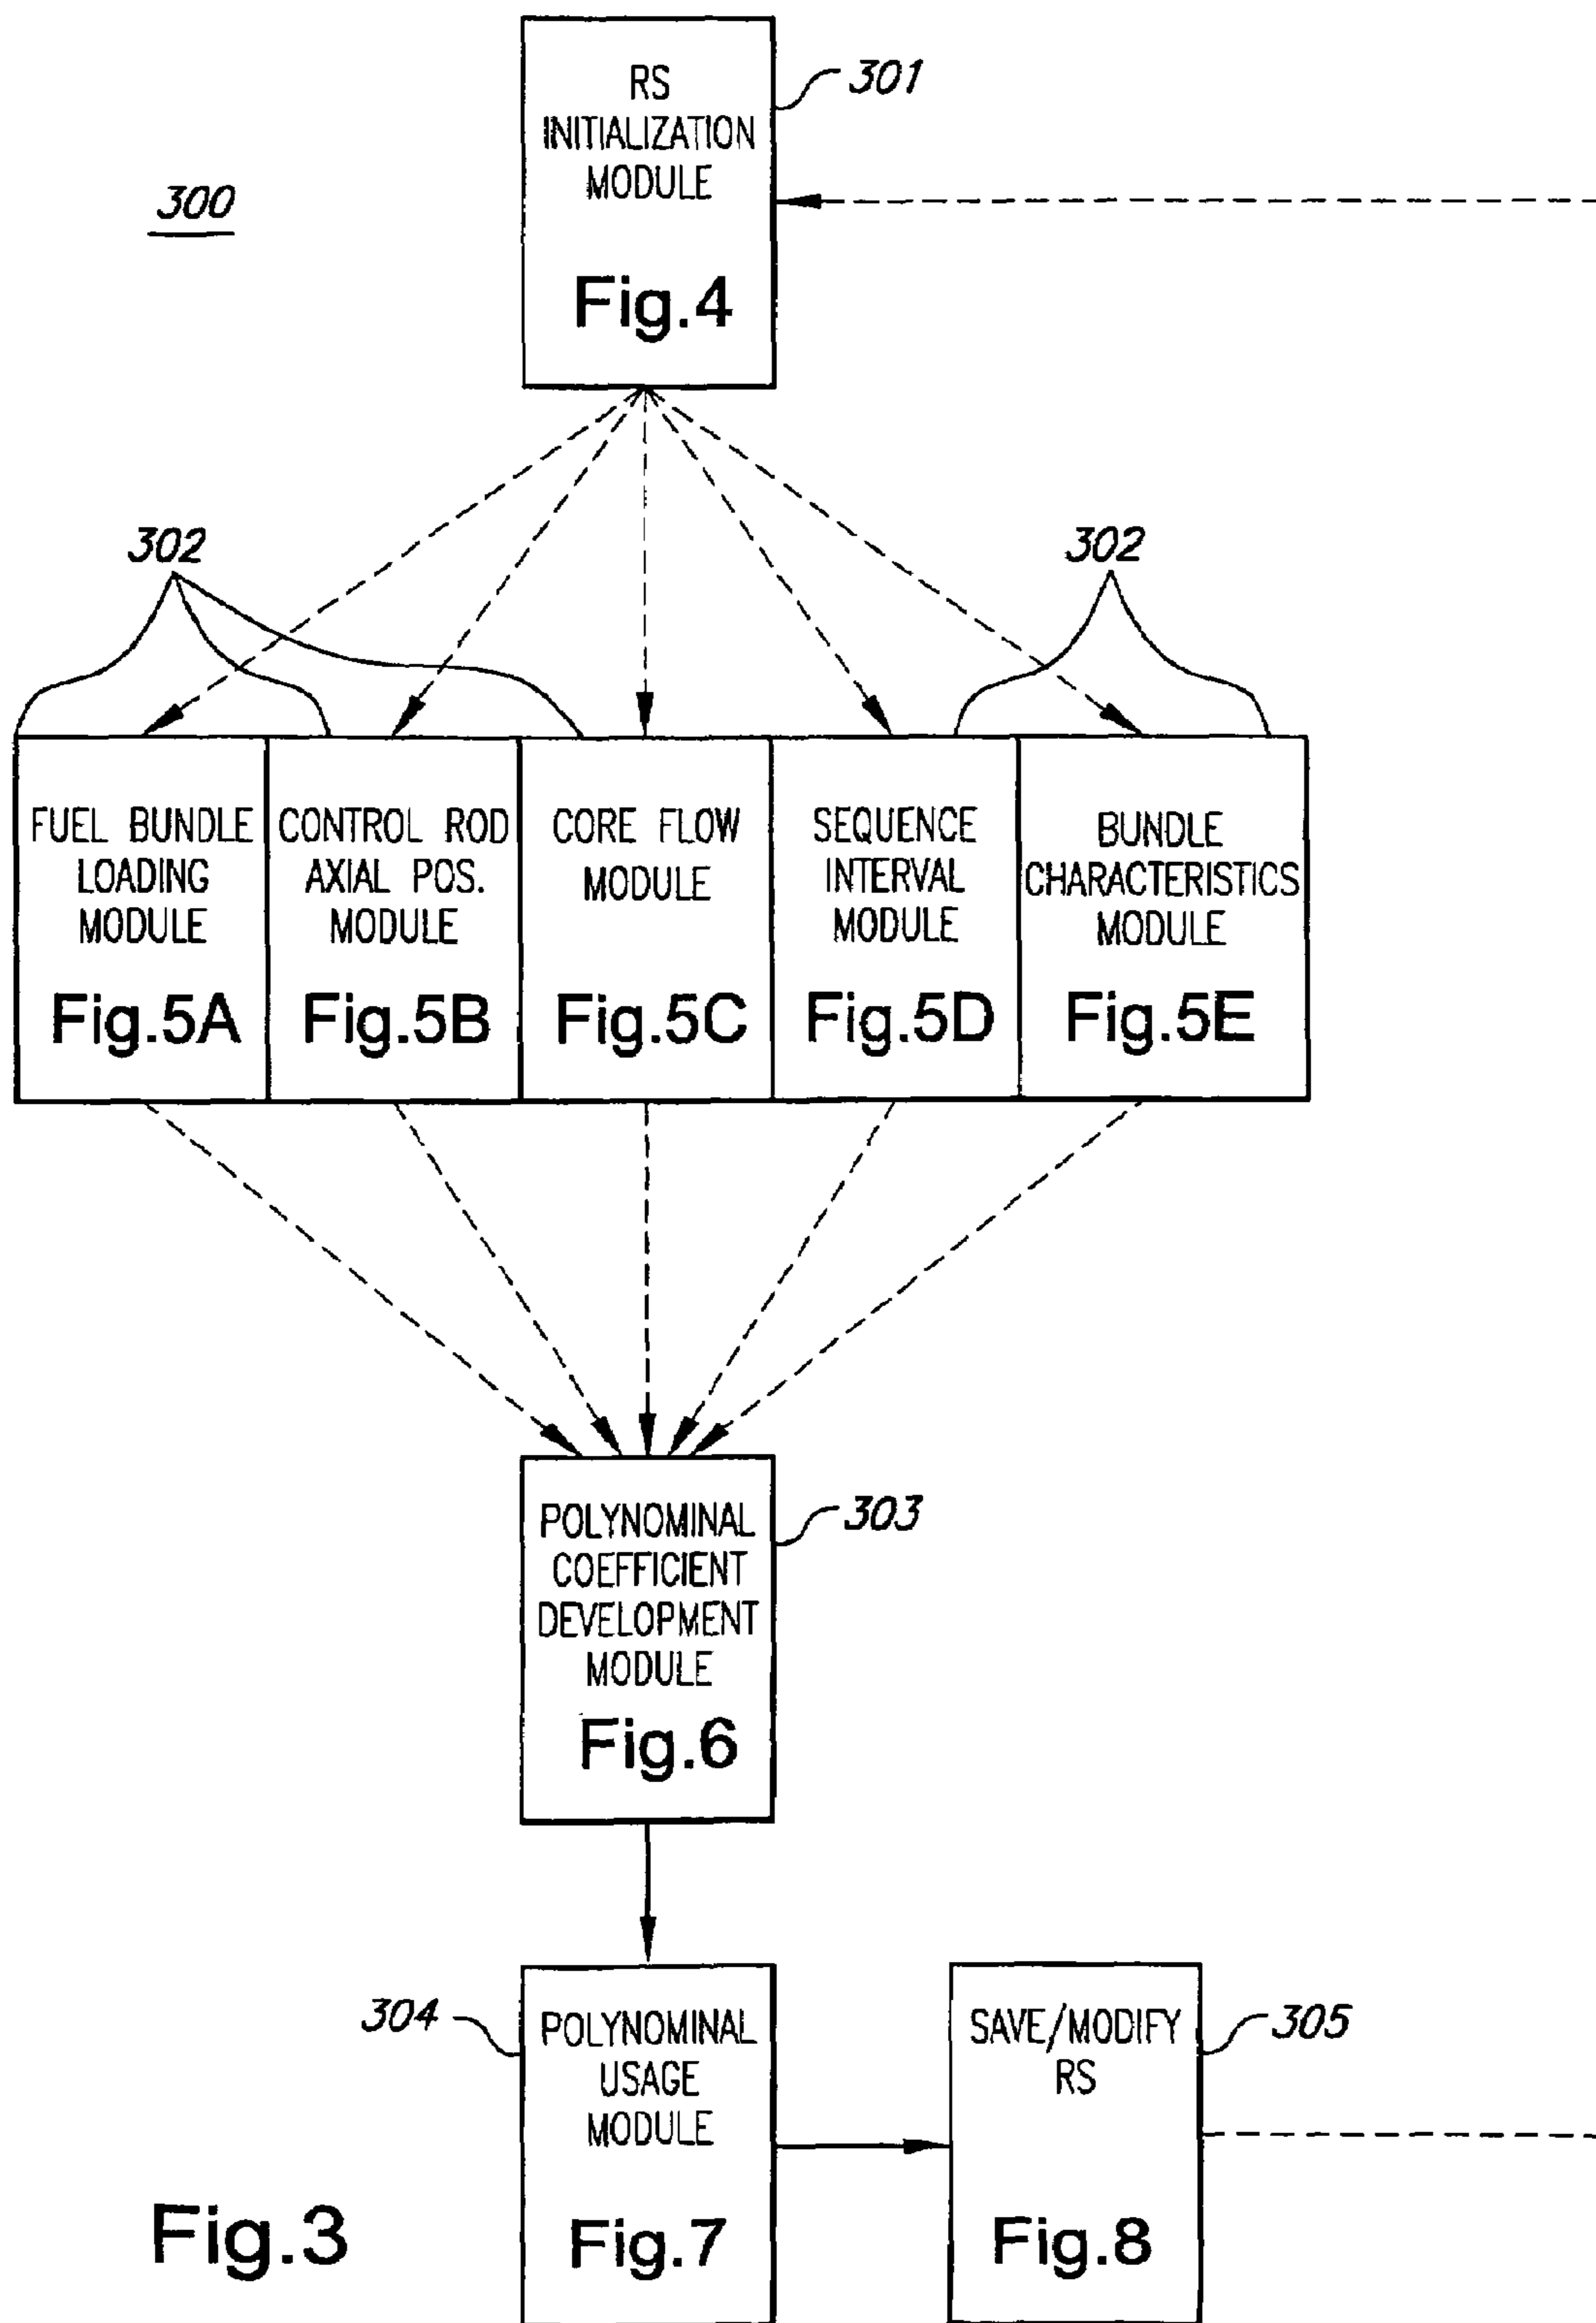 RS
INITIALIZATION
MODULE
Fig.4
301
300
302
302
FUEL BUNDLE
LOADING
MODULE
Fig.5A
CONTROL ROD
AXIAL POS.
MODULE
Fig.5B
CORE FLOW
MODULE
Fig.5C
SEQUENCE
INTERVAL
MODULE
Fig.5D
BUNDLE
CHARACTERISTICS
MODULE
Fig.5E
POLYNOMINAL
COEFFICIENT
DEVELOPMENT
MODULE
Fig.6
303
304
POLYNOMINAL
USAGE
MODULE
Fig.7
SAVE/MODIFY
RS
Fig.8
305
Fig.3